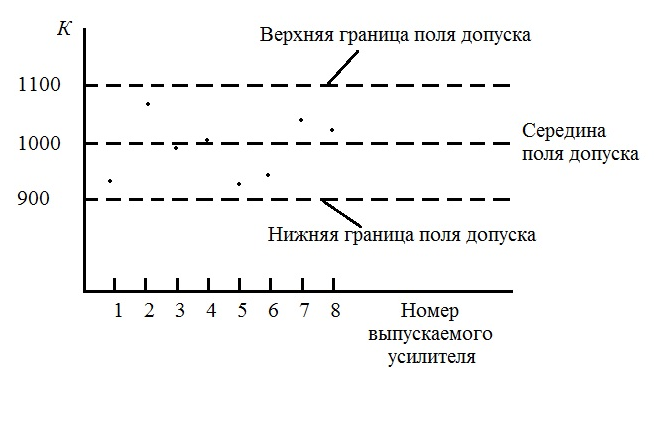 К
Верхняя граница поля допуска
1100
1000
Середина
поля допуска
900
Нижняя граница поля допуска
1 2 3 4 5 6 7 8
Номер
выпускаемого
усилителя